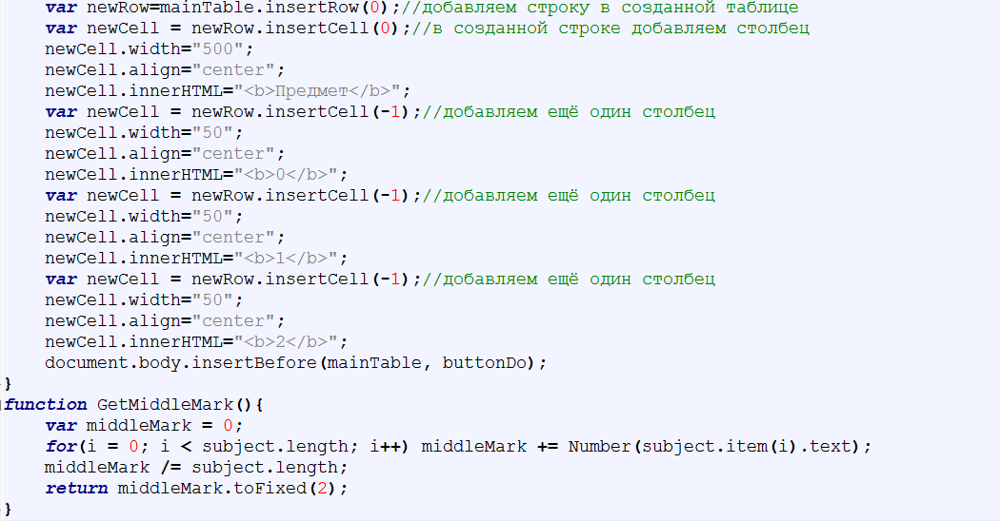 var newRow=mainTable.insertRow(0);//добавляем строку в созданной таблице
var newCell = newRow.insertCell(0);//в созданной строке добавляем столбец
newCell.width="500";
newCell.align="center";
newCell.innerHTML="<b>Предмет</b>";
var newCell = newRow.insertCell(-1);//добавляем ещё один столбец
newCell.width="50";
newCell.align="center";
newCell.innerHTML="<b>0</b>";
var newCell = newRow.insertCell(-1);//добавляем ещё один столбец
newCell.width="50";
newCell.align="center";
newCell.innerHTML="<b>1</b>";
var newCell = newRow.insertCell(-1);//добавляем ещё один столбец
newCell.width="50";
newCell.align="center";
newCell.innerHTML="<b>2</b>";
document.body.insertBefore(mainTable, buttonDo);
}
function GetMiddleMark(){
var middleMark = 0;
for(i = 0; i < subject.length; i++) middleMark += Number(subject.item(i).text);
middleMark /= subject.length;
return middleMark.toFixed(2);
}